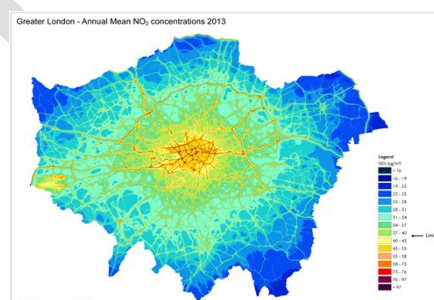 Greater London - Annual Mean NO₂ concentrations 2013
Legend
NO₂ (µg/m³)
< 16
16 - 19
19 - 22
22 - 25
25 - 28
28 - 31
31 - 34
34 - 37
37 - 40
40 - 43
43 - 55
55 - 58
58 - 73
73 - 76
76 - 97
> 97